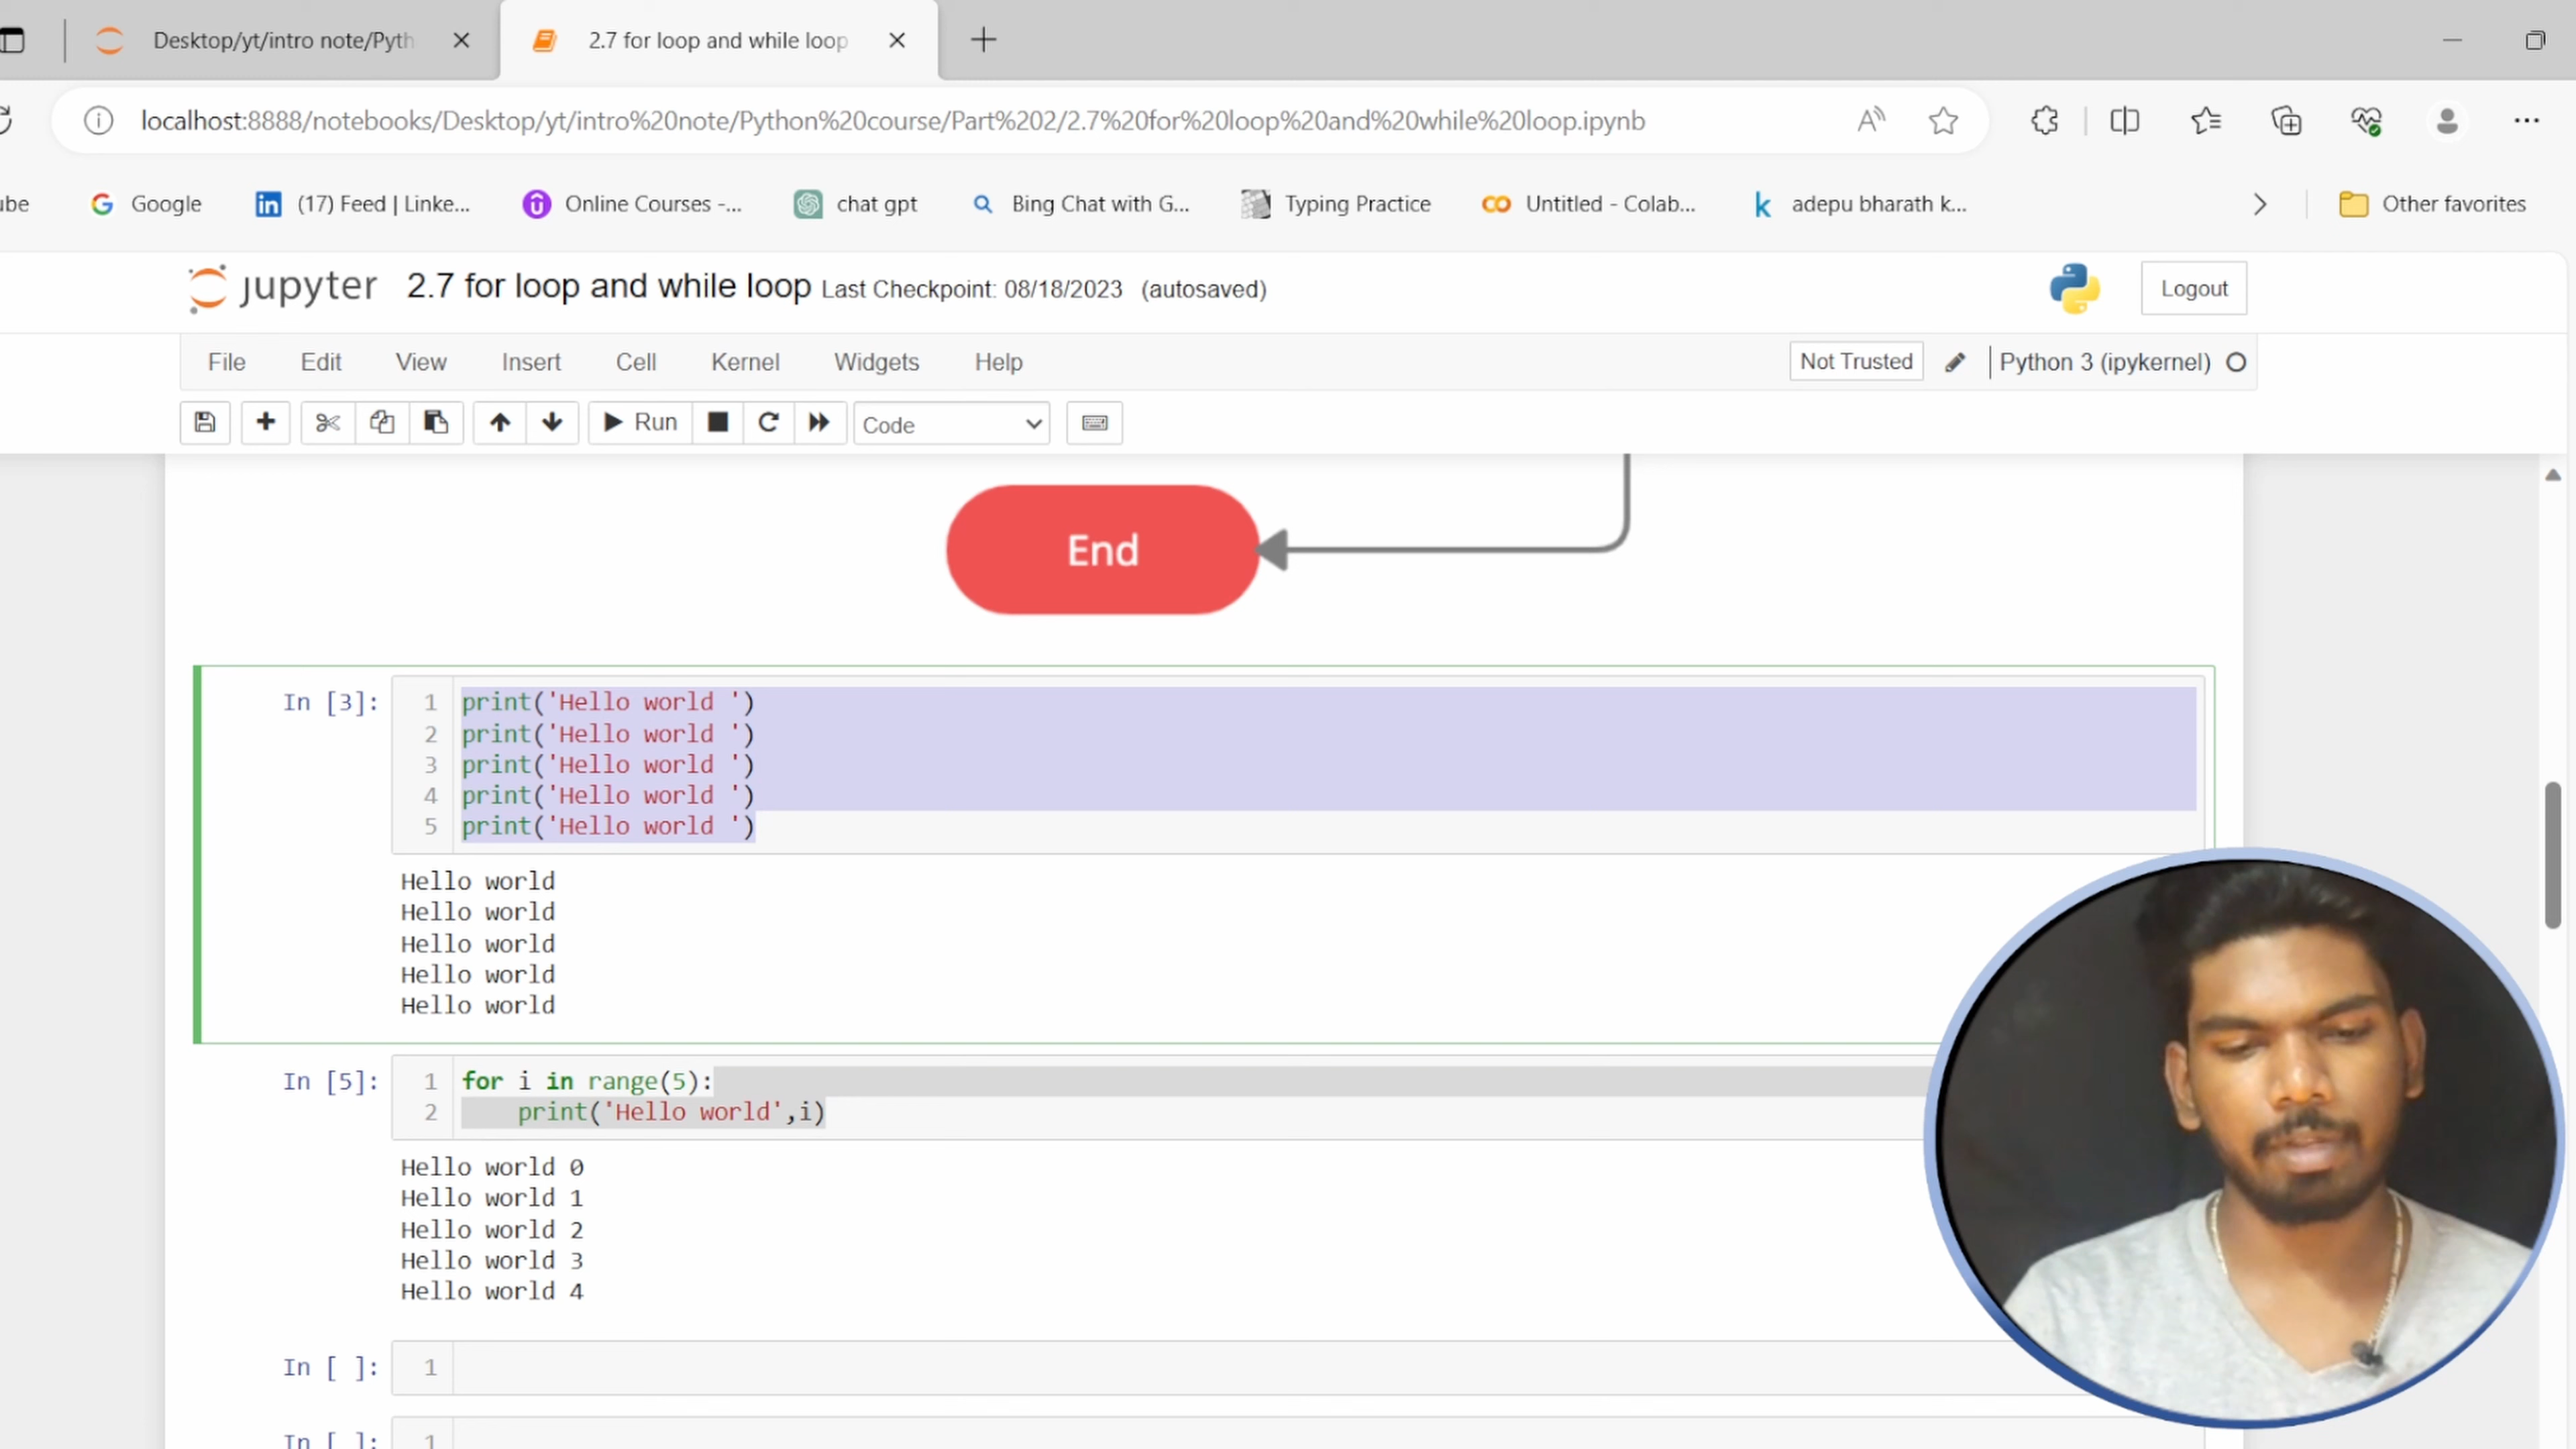 Desktop/yt/intro note/Pyth
2.7 for loop and while loop
localhost:8888/notebooks/Desktop/yt/intro%20note/Python%20course/Part%202/2.7%20for%20loop%20and%20while%20loop.ipynb
ube Google (17) Feed | Linke... Online Courses -... chat gpt Bing Chat with G... Typing Practice Untitled - Colab... adepu bharath k... Other favorites
jupyter 2.7 for loop and while loop Last Checkpoint: 08/18/2023 (autosaved) Logout
File Edit View Insert Cell Kernel Widgets Help Not Trusted Python 3 (ipykernel)
Run Code
End
In [3]: 1 print('Hello world ')
2 print('Hello world ')
3 print('Hello world ')
4 print('Hello world ')
5 print('Hello world ')
Hello world
Hello world
Hello world
Hello world
Hello world
In [5]: 1 for i in range(5):
2 print('Hello world',i)
Hello world 0
Hello world 1
Hello world 2
Hello world 3
Hello world 4
In [ ]: 1
In [ ]: 1